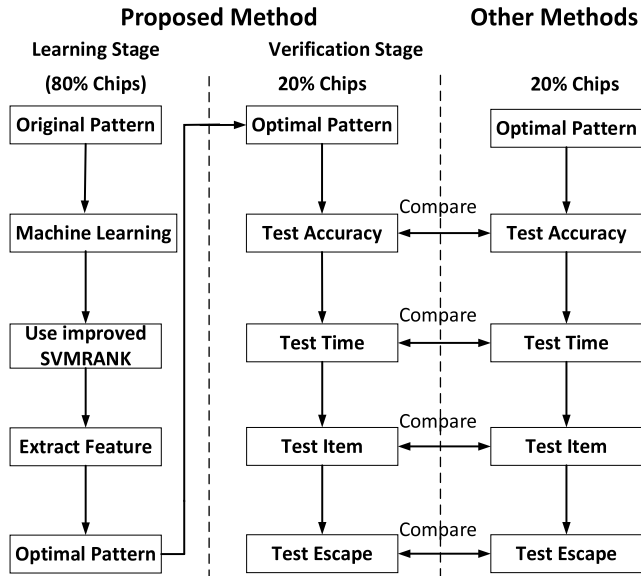 Proposed Method
Other Methods
Learning Stage
(80% Chips)
Verification Stage
20% Chips
20% Chips
Original Pattern
Machine Learning
Use improved
SVMRANK
Extract Feature
Optimal Pattern
Optimal Pattern
Test Accuracy
Test Time
Test Item
Test Escape
Compare
Compare
Compare
Compare
Optimal Pattern
Test Accuracy
Test Time
Test Item
Test Escape